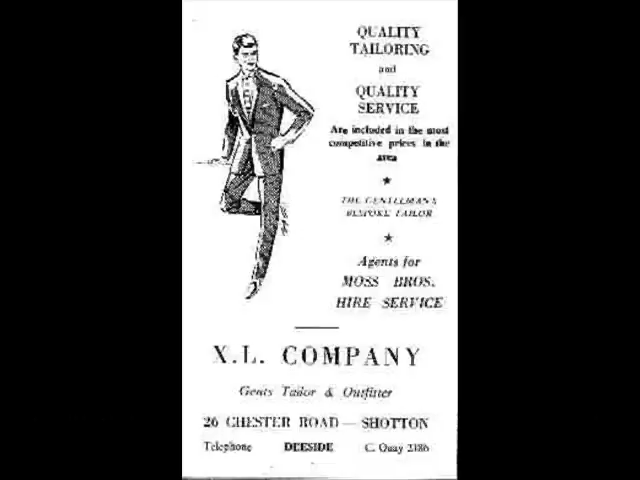 QUALITY
TAILORING
and
QUALITY
SERVICE
Are included in the most
competitive prices in the
area
THE GENTLEMAN'S
BESPOKE TAILOR
Agents for
MOSS BROS.
HIRE SERVICE
X.L. COMPANY
Gents Tailor & Outfitter
26 CHESTER ROAD — SHOTTON
Telephone DEESIDE C. Quay 2386